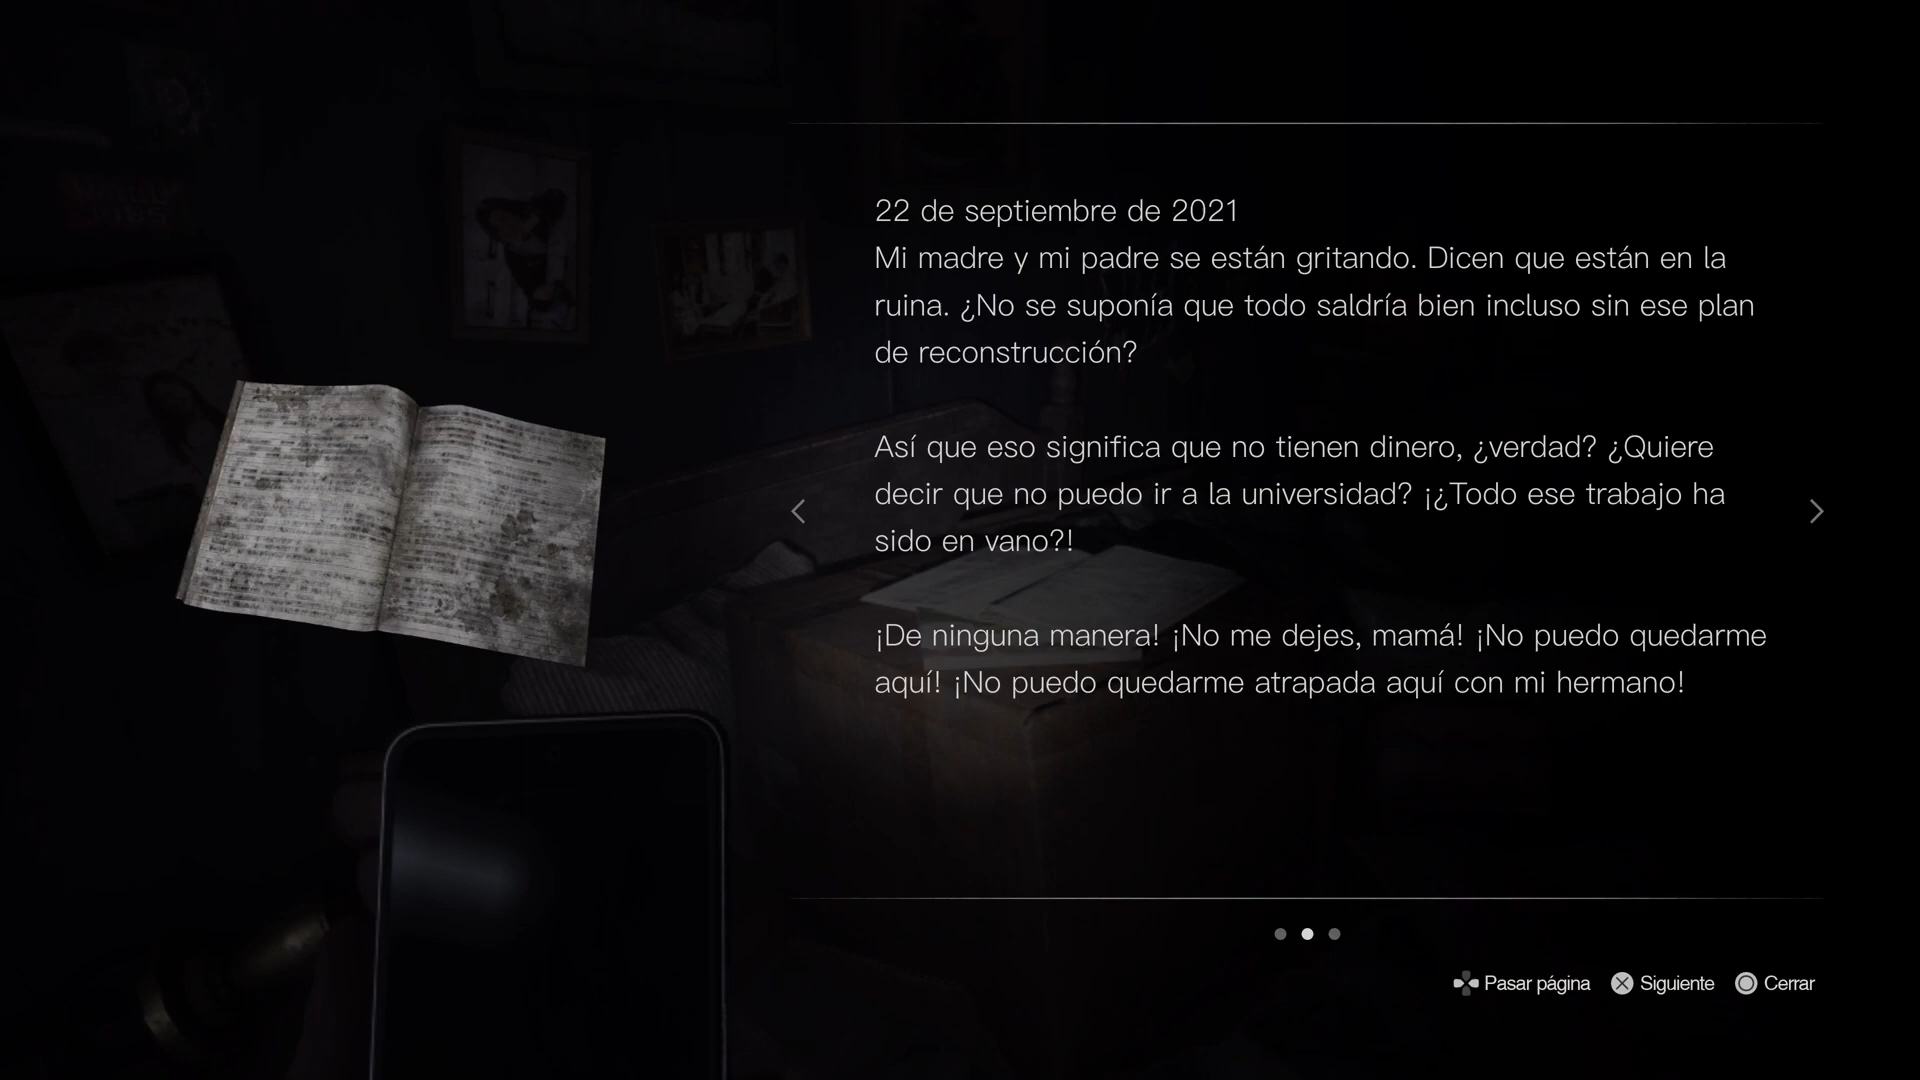 22 de septiembre de 2021
Mi madre y mi padre se están gritando. Dicen que están en la
ruina. ¿No se suponía que todo saldría bien incluso sin ese plan
de reconstrucción?
Así que eso significa que no tienen dinero, ¿verdad? ¿Quiere
decir que no puedo ir a la universidad? ¡¿Todo ese trabajo ha
sido en vano?!
¡De ninguna manera! ¡No me dejes, mamá! ¡No puedo quedarme
aquí! ¡No puedo quedarme atrapada aquí con mi hermano!
Pasar página Siguiente Cerrar